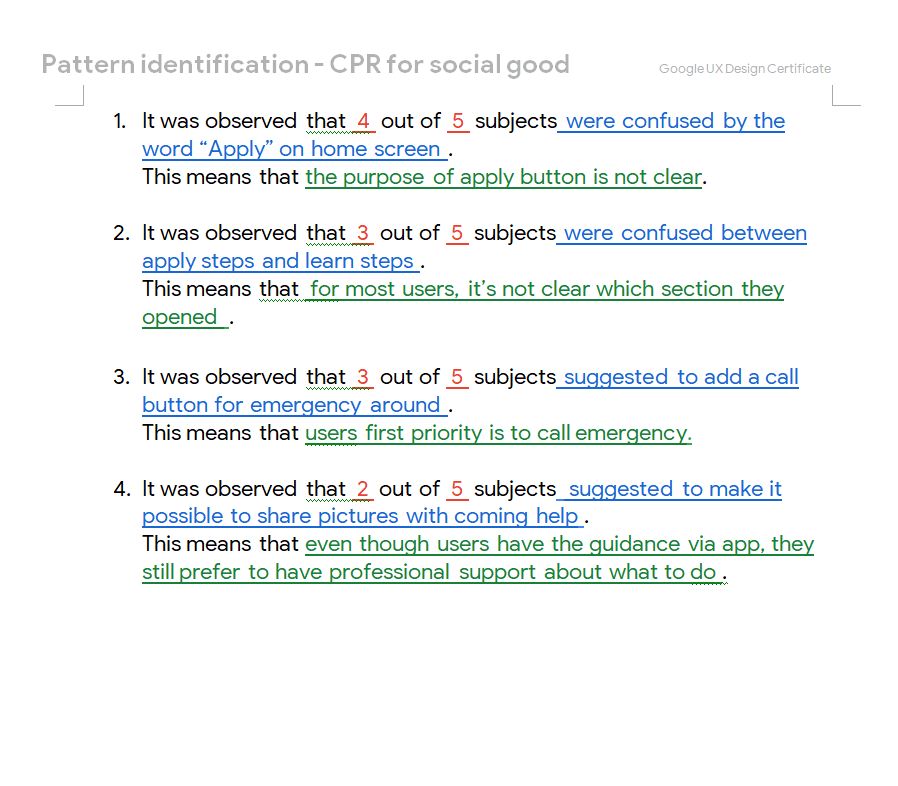 Pattern identification - CPR for social good
Google UX Design Certificate
1. It was observed that 4 out of 5 subjects were confused by the
word “Apply” on home screen .
This means that the purpose of apply button is not clear.
2. It was observed that 3 out of 5 subjects were confused between
apply steps and learn steps .
This means that for most users, it’s not clear which section they
opened .
3. It was observed that 3 out of 5 subjects suggested to add a call
button for emergency around .
This means that users first priority is to call emergency.
4. It was observed that 2 out of 5 subjects suggested to make it
possible to share pictures with coming help .
This means that even though users have the guidance via app, they
still prefer to have professional support about what to do .